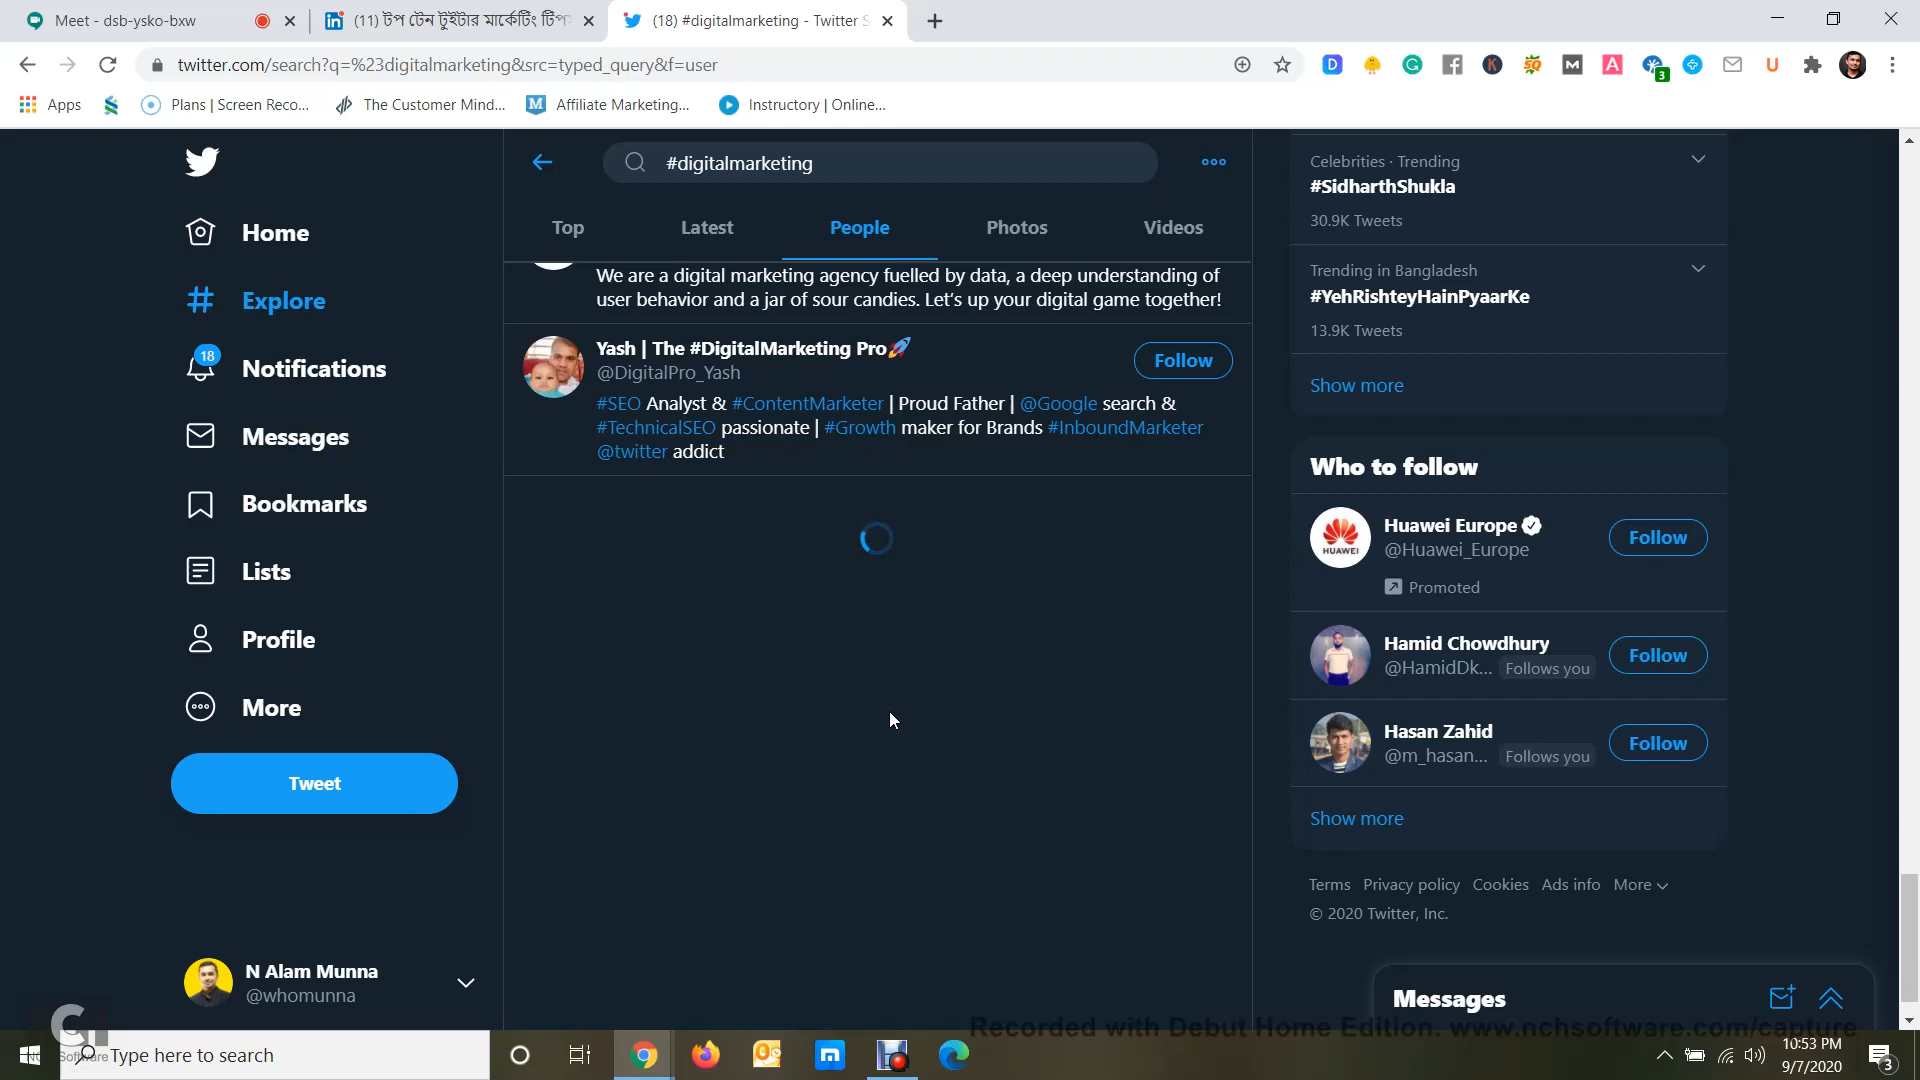 Meet - dsb-ysko-bxw
(11) টপ টেন টুইটার মার্কেটিং টিপস
(18) #digitalmarketing - Twitter S
twitter.com/search?q=%23digitalmarketing&src=typed_query&f=user
Apps
Plans | Screen Reco...
The Customer Mind...
Affiliate Marketing...
Instructory | Online...
Home
Explore
18
Notifications
Messages
Bookmarks
Lists
Profile
More
Tweet
N Alam Munna
@whomunna
#digitalmarketing
Top
Latest
People
Photos
Videos
We are a digital marketing agency fuelled by data, a deep understanding of
user behavior and a jar of sour candies. Let's up your digital game together!
Yash | The #DigitalMarketing Pro🚀
@DigitalPro_Yash
Follow
#SEO Analyst & #ContentMarketer | Proud Father | @Google search &
#TechnicalSEO passionate | #Growth maker for Brands #InboundMarketer
@twitter addict
Celebrities · Trending
#SidharthShukla
30.9K Tweets
Trending in Bangladesh
#YehRishteyHainPyaarKe
13.9K Tweets
Show more
Who to follow
HUAWEI
Huawei Europe
@Huawei_Europe
Follow
Promoted
Hamid Chowdhury
@HamidDk... Follows you
Follow
Hasan Zahid
@m_hasan... Follows you
Follow
Show more
Terms Privacy policy Cookies Ads info More
© 2020 Twitter, Inc.
Messages
Recorded with Debut Home Edition. www.nchsoftware.com/capture
NCH Software
Type here to search
10:53 PM
9/7/2020
3